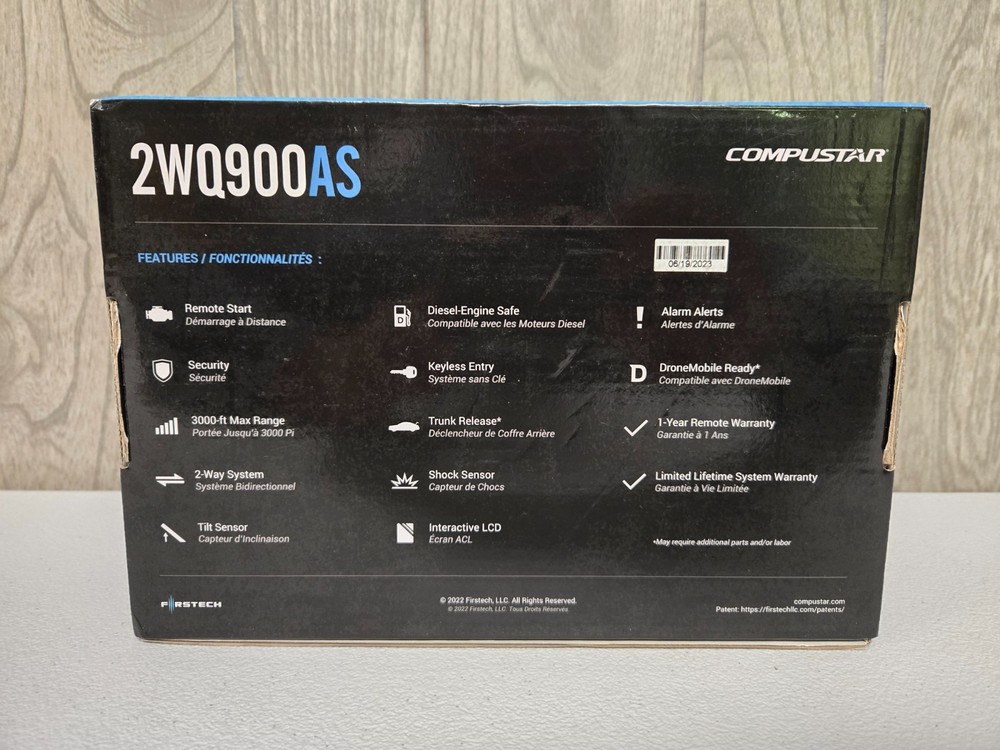 2WQ900AS
COMPUSTAR
FEATURES / FONCTIONNALITÉS :
06/19/2023
Remote Start
Démarrage à Distance
Security
Sécurité
3000-ft Max Range
Portée Jusqu'à 3000 Pi
2-Way System
Système Bidirectionnel
Tilt Sensor
Capteur d'Inclinaison
D
Diesel-Engine Safe
Compatible avec les Moteurs Diesel
Keyless Entry
Système sans Clé
Trunk Release*
Déclencheur de Coffre Arrière
Shock Sensor
Capteur de Chocs
Interactive LCD
Écran ACL
!
Alarm Alerts
Alertes d'Alarme
D
DroneMobile Ready*
Compatible avec DroneMobile
1-Year Remote Warranty
Garantie à 1 Ans
Limited Lifetime System Warranty
Garantie à Vie Limitée
*May require additional parts and/or labor
FIRSTECH
© 2022 Firstech, LLC. All Rights Reserved.
© 2022 Firstech, LLC. Tous Droits Réservés.
compustar.com
Patent: https://firstechllc.com/patents/